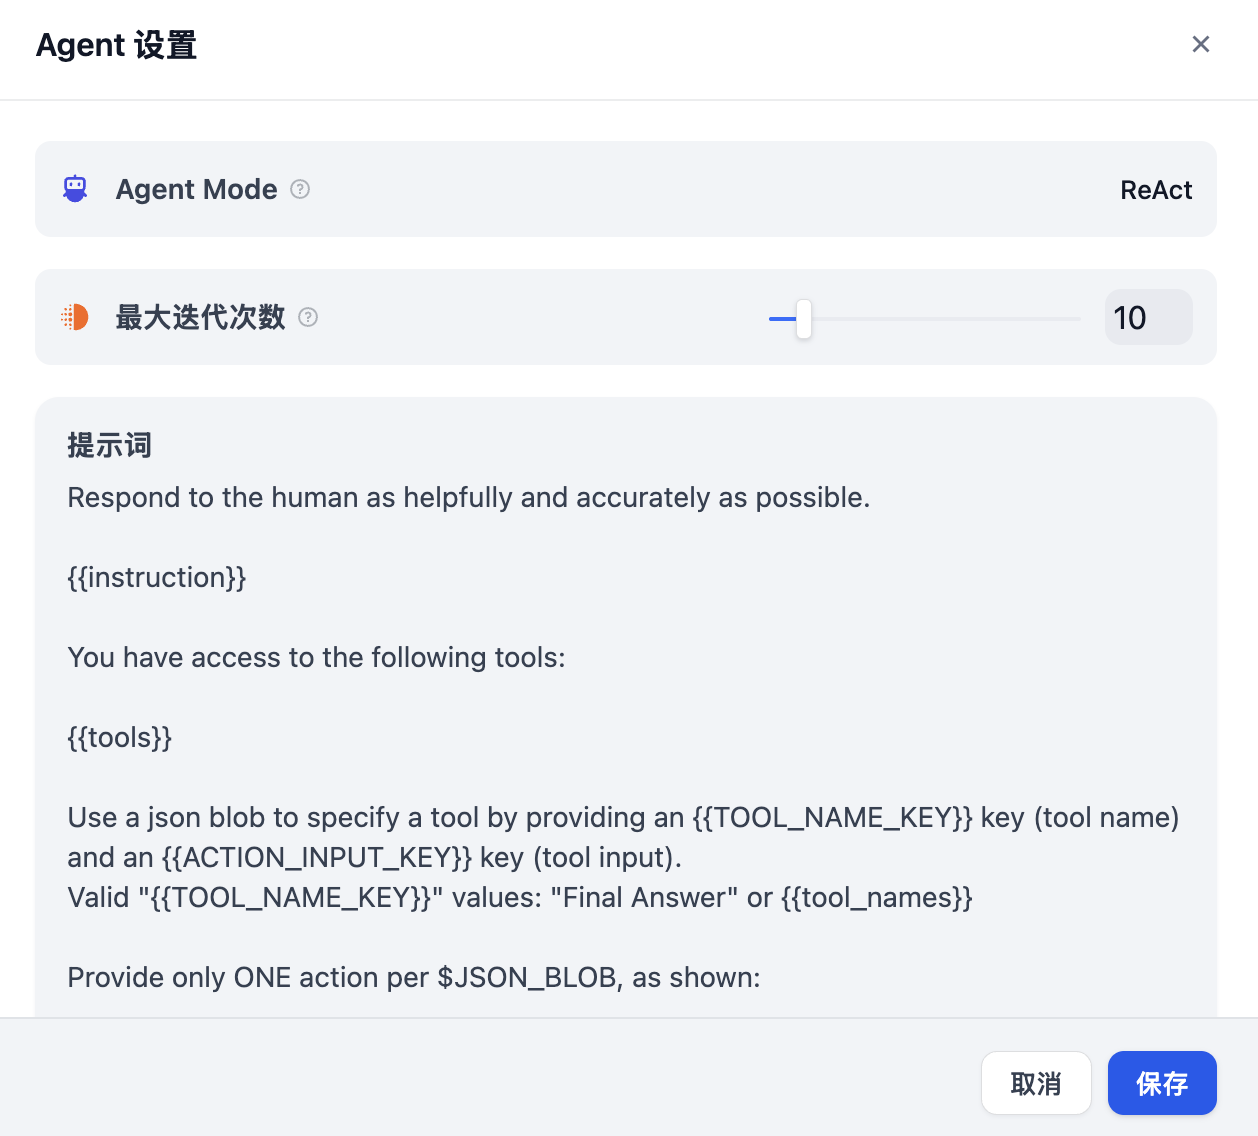 Agent 设置
Agent Mode
ReAct
最大迭代次数
10
提示词
Respond to the human as helpfully and accurately as possible.
{{instruction}}
You have access to the following tools:
{{tools}}
Use a json blob to specify a tool by providing an {{TOOL_NAME_KEY}} key (tool name)
and an {{ACTION_INPUT_KEY}} key (tool input).
Valid "{{TOOL_NAME_KEY}}" values: "Final Answer" or {{tool_names}}
Provide only ONE action per $JSON_BLOB, as shown:
取消
保存